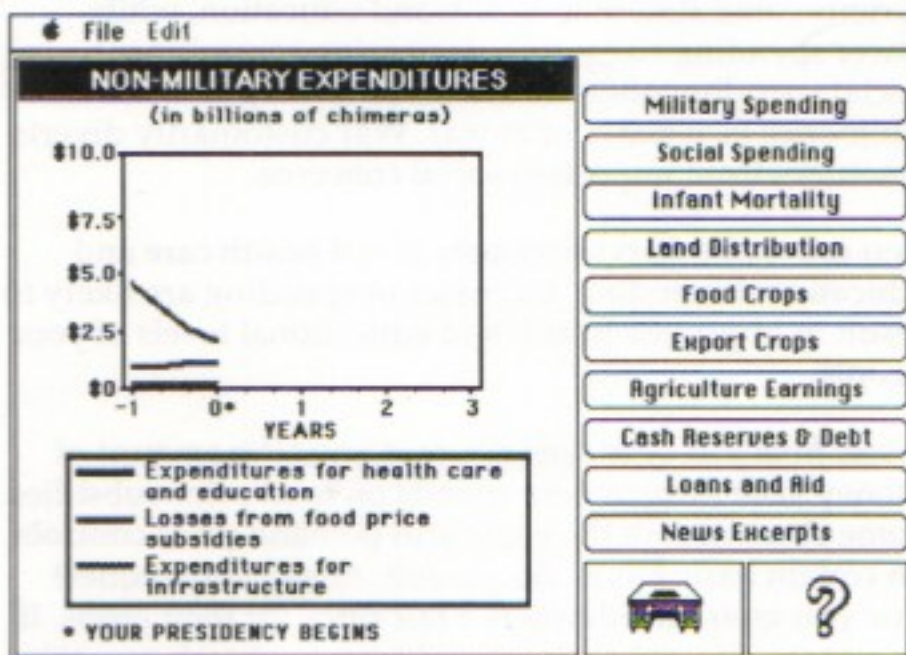 File Edit
NON-MILITARY EXPENDITURES
(in billions of chimeras)
$10.0
$7.5
$5.0
$2.5
$0
-1 0* 1 2 3
YEARS
Expenditures for health care
and education
Losses from food price
subsidies
Expenditures for
infrastructure
* YOUR PRESIDENCY BEGINS
Military Spending
Social Spending
Infant Mortality
Land Distribution
Food Crops
Export Crops
Agriculture Earnings
Cash Reserves & Debt
Loans and Aid
News Excerpts
?